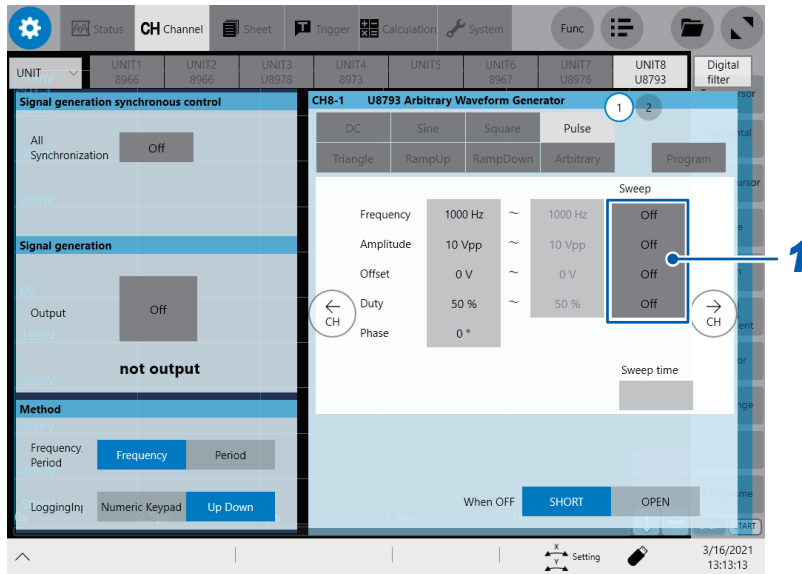 Status CH Channel Sheet Trigger Calculation System Func
UNIT UNIT1 UNIT2 UNIT3 UNIT4 UNIT5 UNIT6 UNIT7 UNIT8 Digital
8966 8966 U8978 8973 8967 U8976 U8793 filter
Signal generation synchronous control
All
Synchronization Off
Signal generation
Output Off
not output
Method
Frequency
Period Frequency Period
LoggingIn Numeric Keypad Up Down
CH8-1 U8793 Arbitrary Waveform Generator 1 2
DC Sine Square Pulse
Triangle RampUp RampDown Arbitrary Program
Sweep
Frequency 1000 Hz ~ 1000 Hz Off
Amplitude 10 Vpp ~ 10 Vpp Off
Offset 0 V ~ 0 V Off
Duty 50 % ~ 50 % Off
Phase 0 °
← CH
→ CH
Sweep time
When OFF SHORT OPEN
1
X Y Setting
3/16/2021
13:13:13